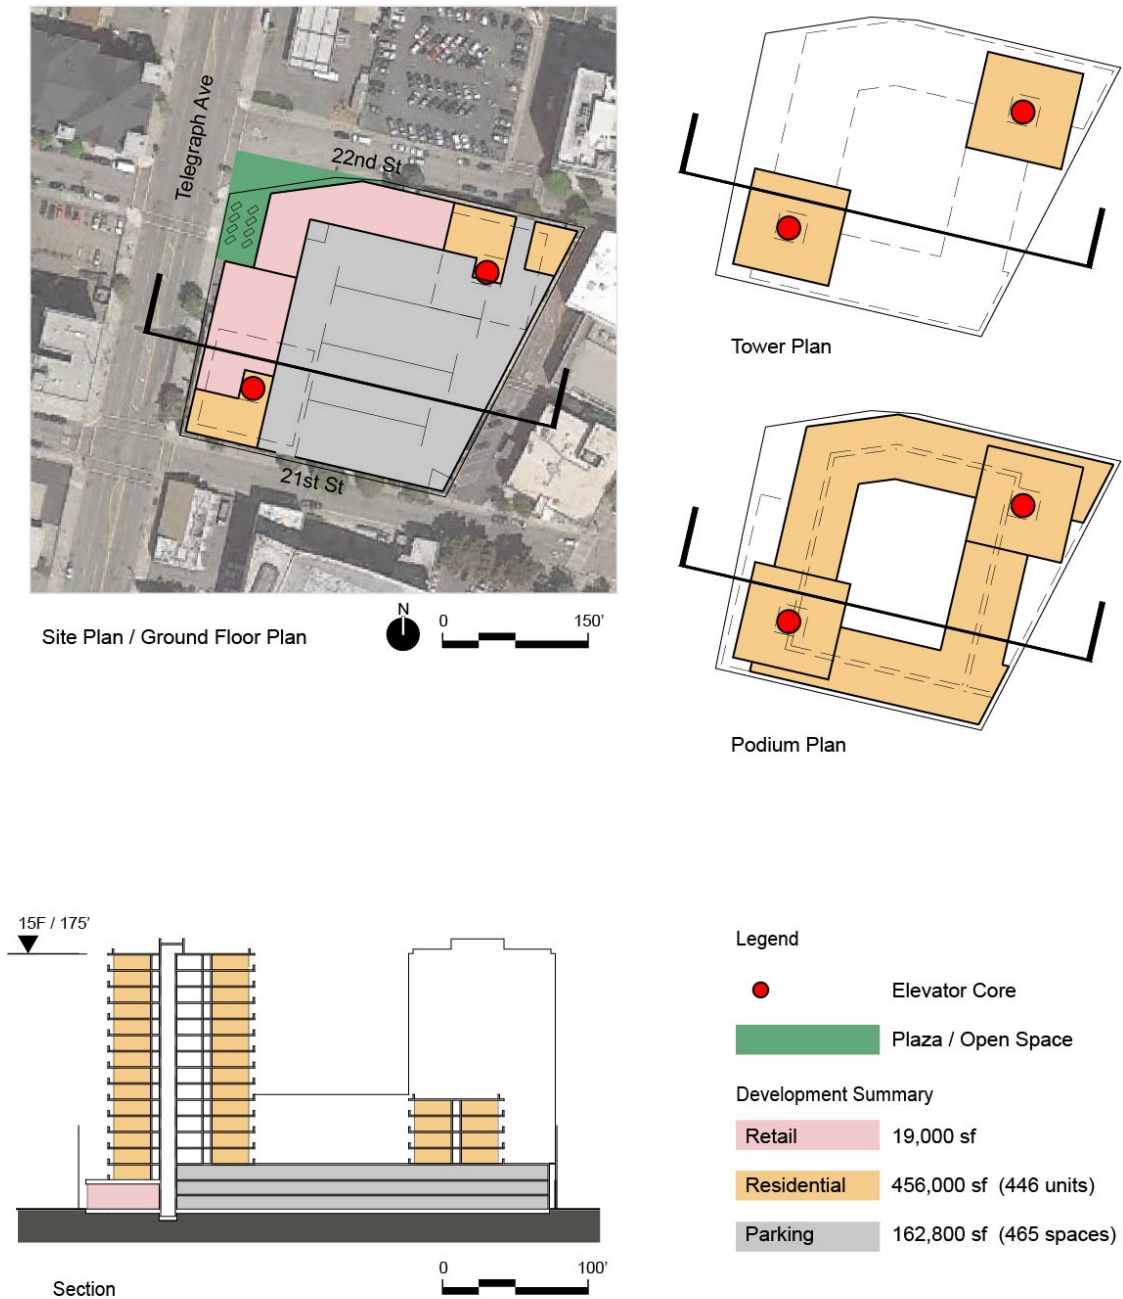 Telegraph Ave
22nd St
21st St
Site Plan / Ground Floor Plan
N
0 150'
Tower Plan
Podium Plan
15F / 175'
Section
0 100'
Legend
Elevator Core
Plaza / Open Space
Development Summary
Retail 19,000 sf
Residential 456,000 sf (446 units)
Parking 162,800 sf (465 spaces)